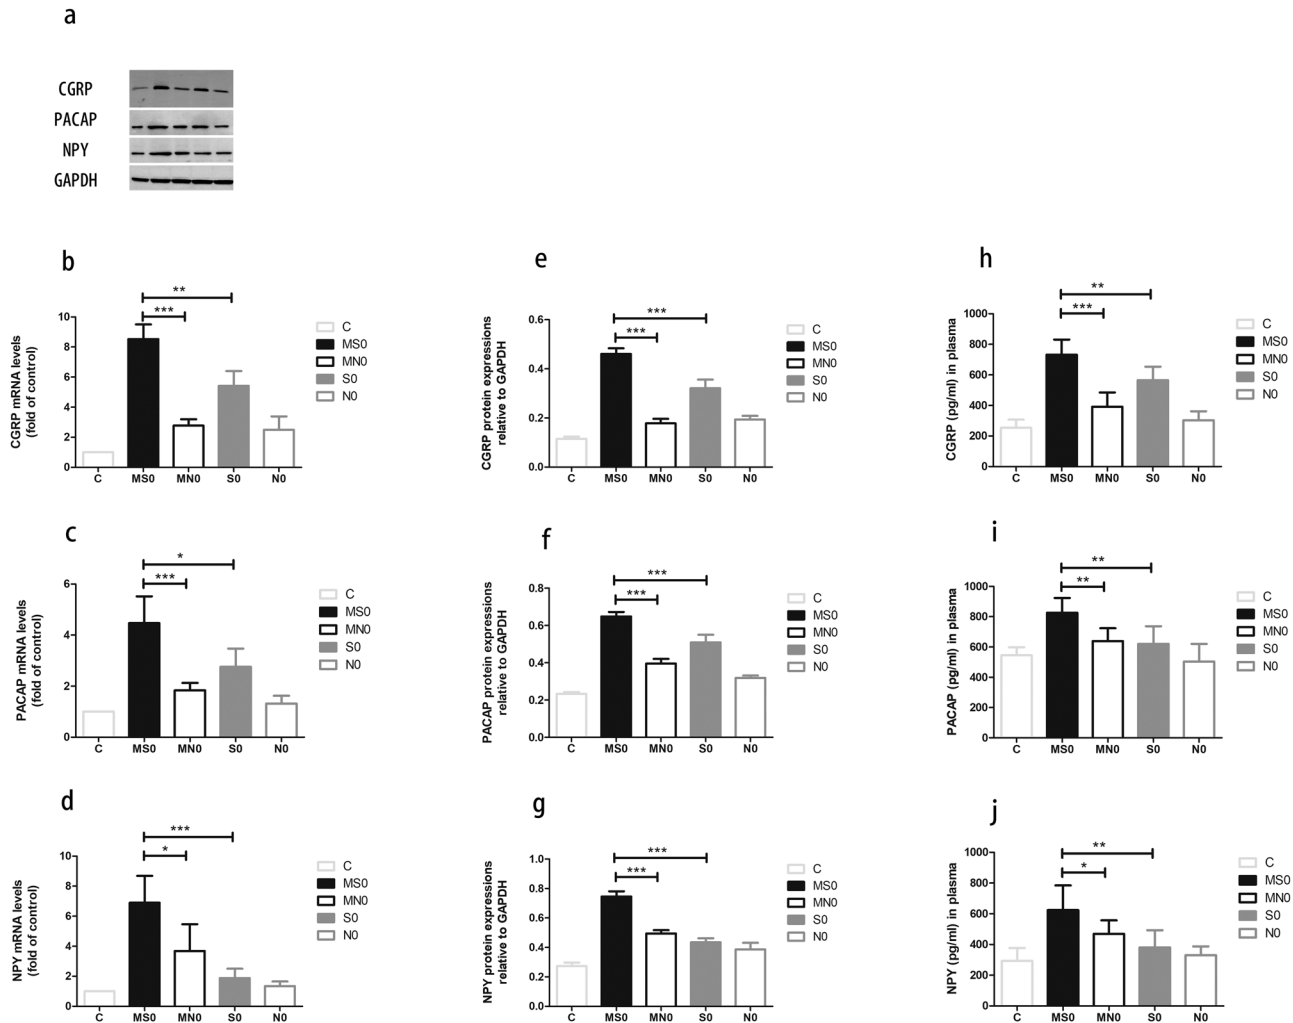 a
CGRP
PACAP
NPY
GAPDH
b
CGRP mRNA levels
(fold of control)
10
8
6
4
2
0
**
***
C
MS0
MN0
S0
N0
C
MS0
MN0
S0
N0
e
CGRP protein expressions
relative to GAPDH
0.6
0.4
0.2
0.0
***
***
C
MS0
MN0
S0
N0
C
MS0
MN0
S0
N0
h
CGRP (pg/ml) in plasma
1000
800
600
400
200
0
**
***
C
MS0
MN0
S0
N0
C
MS0
MN0
S0
N0
c
PACAP mRNA levels
(fold of control)
6
4
2
0
*
***
C
MS0
MN0
S0
N0
C
MS0
MN0
S0
N0
f
PACAP protein expressions
relative to GAPDH
0.8
0.6
0.4
0.2
0.0
***
***
C
MS0
MN0
S0
N0
C
MS0
MN0
S0
N0
i
PACAP (pg/ml) in plasma
1000
800
600
400
200
0
**
**
C
MS0
MN0
S0
N0
C
MS0
MN0
S0
N0
d
NPY mRNA levels
(fold of control)
10
8
6
4
2
0
***
*
C
MS0
MN0
S0
N0
C
MS0
MN0
S0
N0
g
NPY protein expressions
relative to GAPDH
1.0
0.8
0.6
0.4
0.2
0.0
***
***
C
MS0
MN0
S0
N0
C
MS0
MN0
S0
N0
j
NPY (pg/ml) in plasma
1000
800
600
400
200
0
**
*
C
MS0
MN0
S0
N0
C
MS0
MN0
S0
N0